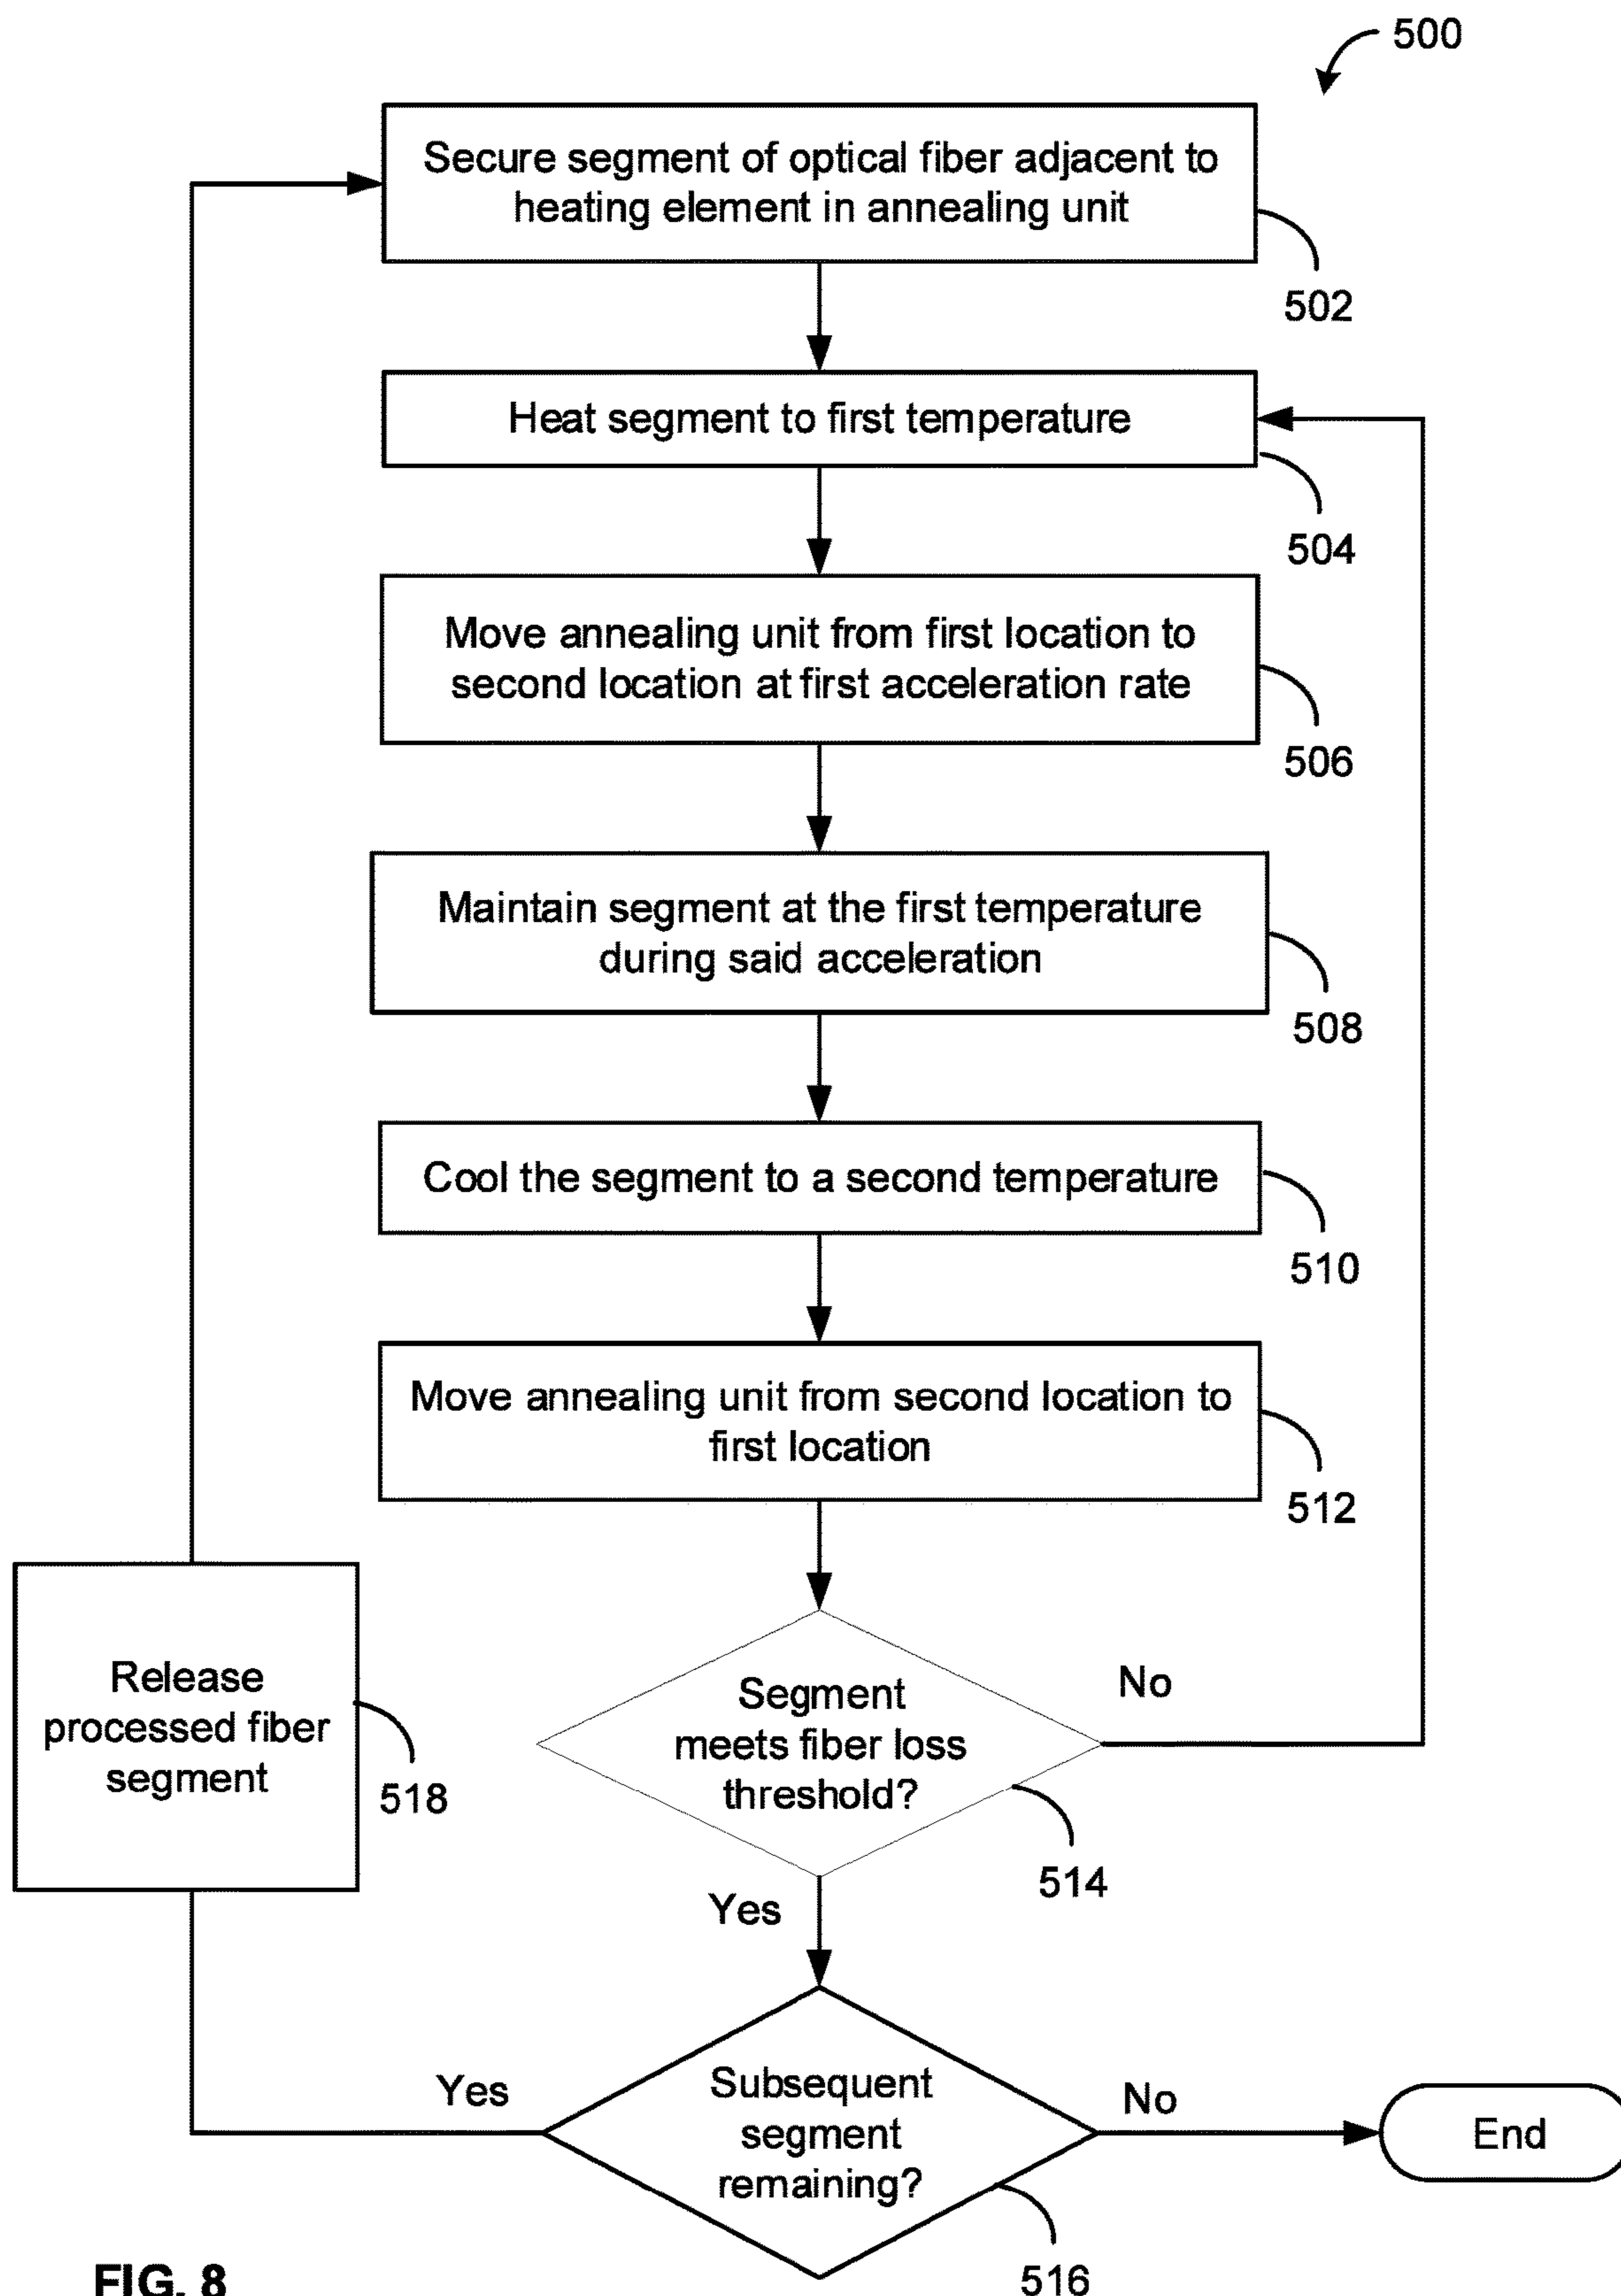 500
Secure segment of optical fiber adjacent to
heating element in annealing unit
502
Heat segment to first temperature
504
Move annealing unit from first location to
second location at first acceleration rate
506
Maintain segment at the first temperature
during said acceleration
508
Cool the segment to a second temperature
510
Move annealing unit from second location to
first location
512
Release
processed fiber
segment
518
Segment
meets fiber loss
threshold?
No
514
Yes
Subsequent
segment
remaining?
Yes
No
End
516
FIG. 8